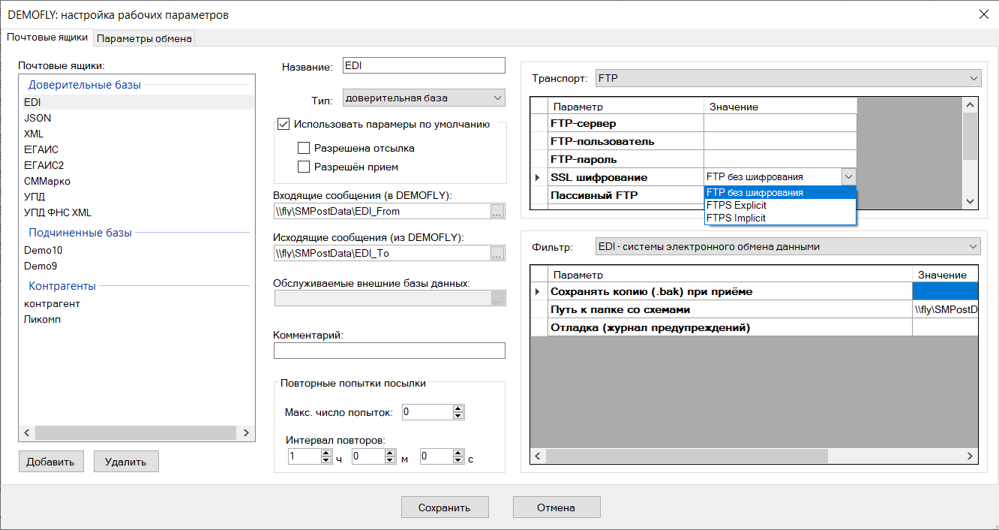 DEMOFLY: настройка рабочих параметров
Почтовые ящики
Параметры обмена
Почтовые ящики:
Доверительные базы
EDI
JSON
XML
ЕГАИС
ЕГАИС2
СММарко
УПД
УПД ФНС XML
Подчиненные базы
Demo10
Demo9
Контрагенты
контрагент
Ликомп
Добавить
Удалить
Название:
EDI
Тип:
доверительная база
Использовать парамеры по умолчанию
Разрешена отсылка
Разрешён прием
Входящие сообщения (в DEMOFLY):
\\fly\SMPostData\EDI_From
...
Исходящие сообщения (из DEMOFLY):
\\fly\SMPostData\EDI_To
...
Обслуживаемые внешние базы данных:
...
Комментарий:
Повторные попытки посылки
Макс. число попыток:
0
Интервал повторов:
1 ч 0 м 0 с
Транспорт:
FTP
Параметр Значение
FTP-сервер
FTP-пользователь
FTP-пароль
SSL шифрование FTP без шифрования
Пассивный FTP
FTP без шифрования
FTPS Explicit
FTPS Implicit
Фильтр:
EDI - системы электронного обмена данными
Параметр Значение
Сохранять копию (.bak) при приёме
Путь к папке со схемами \\fly\SMPostD
Отладка (журнал предупреждений)
Сохранить
Отмена